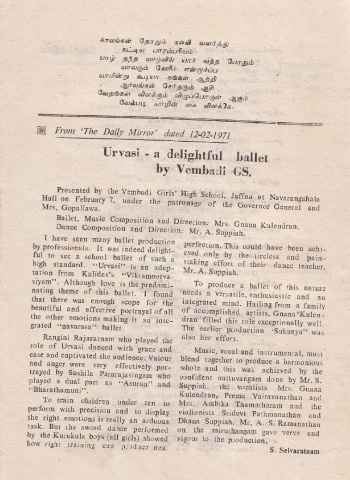 காலங்கள் தோறும் கல்வி வளர்த்து
கட்டிய பாரம்பரியம்
யாழ் தந்த வாழ்வில் யார் வந்த போதும்
யாவரும் கேளிர்
From 'The Daily Mirror' dated 12-02-1971
Urvasi - a delightful ballet
by Vembadi GS.
Presented by the Vembadi Girls' High School, Jaffna at Navarangahala
Hall on February 7, under the patronage of the Governor General and
Mrs. Gopallawa.
Ballet, Music Composition and Direction: Mrs. Gnana Kulendran.
Dance Composition and Direction: Mr. A. Suppiah.
I have seen many ballet production
by professionals. It was indeed delight-
ful to see a school ballet of such a
high standard. "Urvasi" is an adap-
tation from Kalidsa's "Vikramoorva-
siyam". Although love is the predomi-
nating theme of this ballet. I found
that there was enough scope for the
beautiful and effective portrayal of all
the other emotions making it an inte-
grated "navarasa" ballet.
Rangini Rajaratnam who played the
role of Urvasi danced with grace and
ease and captivated the audience. Valour
and anger were very effectively por-
trayed by Sushila Pararajasingam who
played a dual part as "Asuran" and
"Bharathamuni".
To train children under ten to
perform with precision and to display
the right emotions is really an arduous
task. But the sword dance performed
by the Kurukula boys (all girls) showed
how right training can produce nea
perfection. This could have been achi-
eved only by the tireless and pain-
staking effort of their dance teacher,
Mr. A. Suppiah.
To produce a ballet of this nature
needs a versatile, enthusiastic and an
integrated mind. Hailing from a family
of accomplished artists, Gnana Kulen-
dran fulfilled this role exceptionally well.
The earlier production 'Sukanya' was
also her effort.
Music, vocal and instrumental, must
blend together to produce a harmonious
whole and this was achieved by the
confident nattuvangam done by Mr. S.
Suppiah, the vocalists Mrs. Gnana
Kulendran, Prema Vairavanathan and
Mrs. Ambika Thamotharam and the
violionists Sridevi Pathmanathan and
Dhana Suppiah. Mr. A. S. Ramanathan
on the miruthangam gave verve and
vigour to the production.
S. Selvaratnam